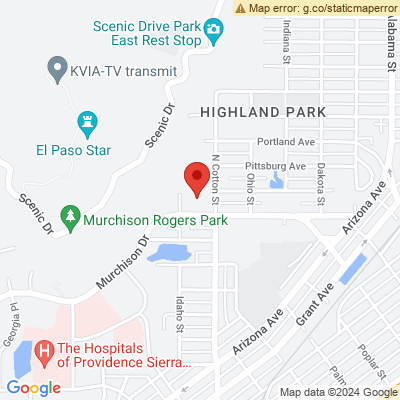 Map error: g.co/staticmaperror
Scenic Drive Park
East Rest Stop
KVIA-TV transmit
Indiana St
Alabama St
HIGHLAND PARK
Scenic Dr
El Paso Star
Portland Ave
Pittsburg Ave
N Cotton St
Ohio St
Dakota St
Arizona Ave
Scenic Dr
Murchison Rogers Park
Murchison Dr
Georgia Pl
Idaho St
Grant Ave
Arizona Ave
The Hospitals
of Providence Sierra...
H
Palm
Poplar St
Google
Map data ©2024 Google